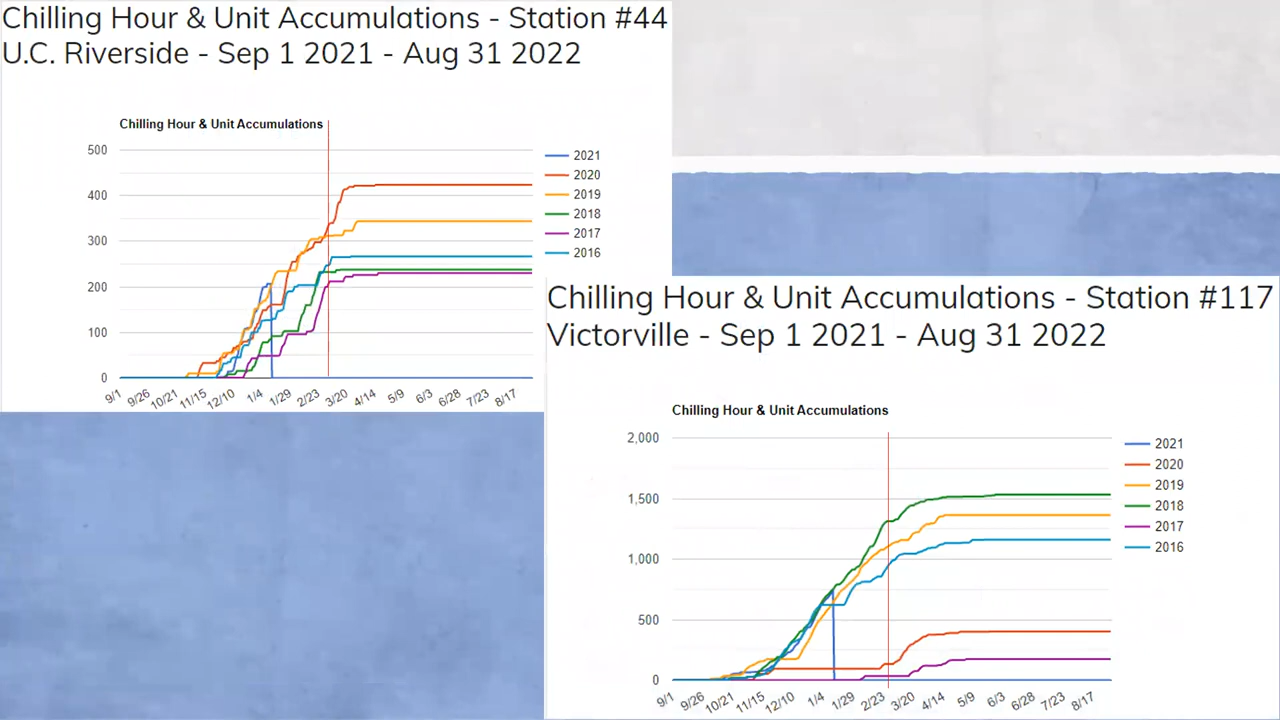 Chilling Hour & Unit Accumulations - Station #44
U.C. Riverside - Sep 1 2021 - Aug 31 2022
Chilling Hour & Unit Accumulations
500
400
300
200
100
0
9/1 9/26 10/21 11/15 12/10 1/4 1/29 2/23 3/20 4/14 5/9 6/3 6/28 7/23 8/17
2021
2020
2019
2018
2017
2016
Chilling Hour & Unit Accumulations - Station #117
Victorville - Sep 1 2021 - Aug 31 2022
Chilling Hour & Unit Accumulations
2,000
1,500
1,000
500
0
9/1 9/26 10/21 11/15 12/10 1/4 1/29 2/23 3/20 4/14 5/9 6/3 6/28 7/23 8/17
2021
2020
2019
2018
2017
2016